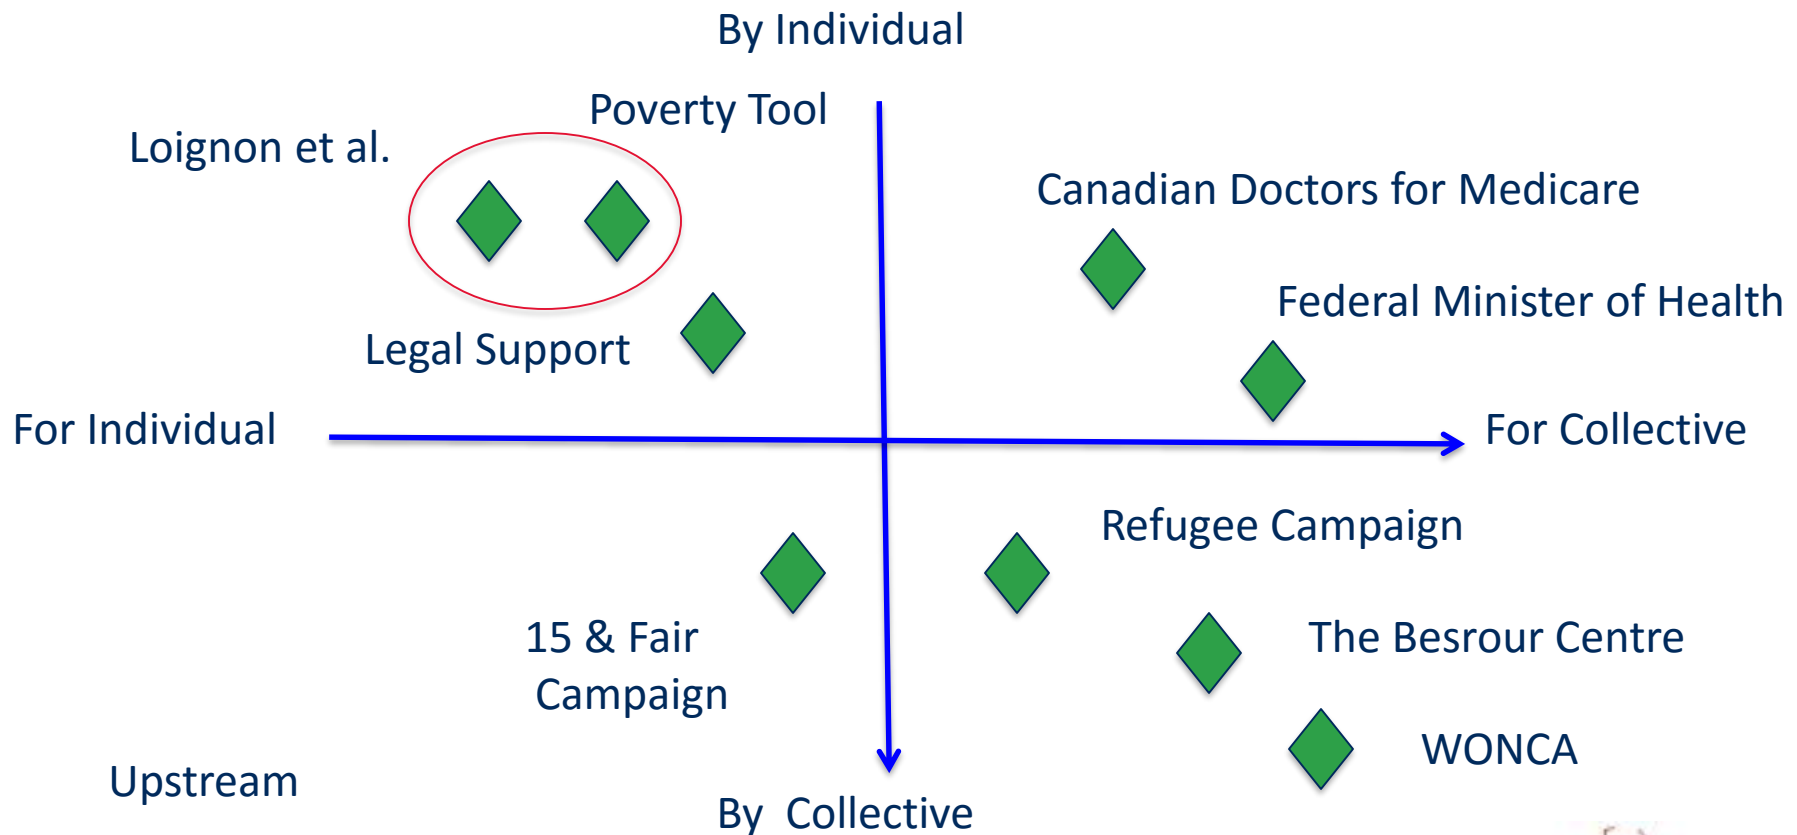 By Individual
Poverty Tool
Loignon et al.
Canadian Doctors for Medicare
Federal Minister of Health
Legal Support
For Individual
For Collective
Refugee Campaign
15 & Fair
Campaign
The Besrour Centre
WONCA
Upstream
By Collective